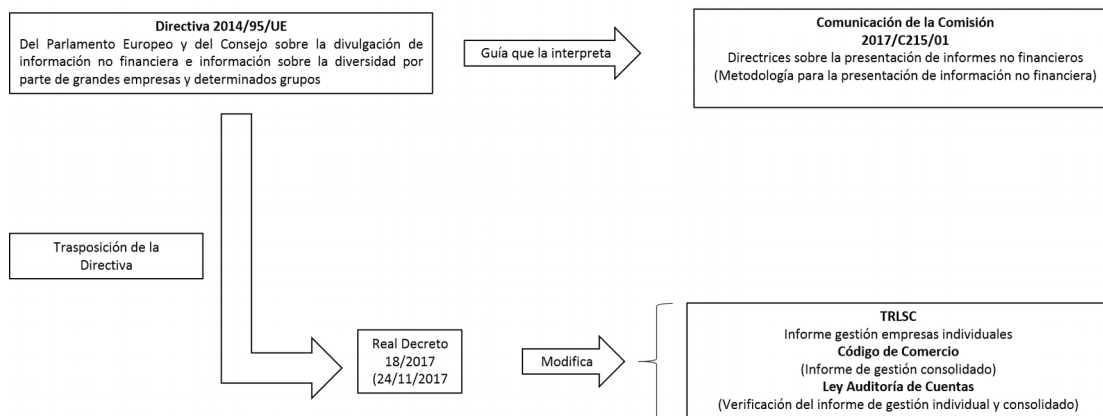 Directiva 2014/95/UE
Del Parlamento Europeo y del Consejo sobre la divulgación de
información no financiera e información sobre la diversidad por
parte de grandes empresas y determinados grupos
Guía que la interpreta
Comunicación de la Comisión
2017/C215/01
Directrices sobre la presentación de informes no financieros
(Metodología para la presentación de información no financiera)
Trasposición de la
Directiva
Real Decreto
18/2017
(24/11/2017
Modifica
TRLSC
Informe gestión empresas individuales
Código de Comercio
(Informe de gestión consolidado)
Ley Auditoría de Cuentas
(Verificación del informe de gestión individual y consolidado)